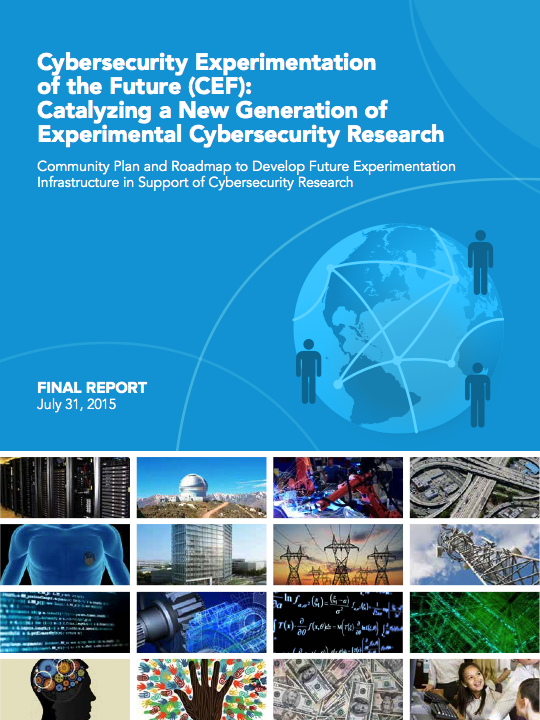 Cybersecurity Experimentation
of the Future (CEF):
Catalyzing a New Generation of
Experimental Cybersecurity Research
Community Plan and Roadmap to Develop Future Experimentation
Infrastructure in Support of Cybersecurity Research
FINAL REPORT
July 31, 2015